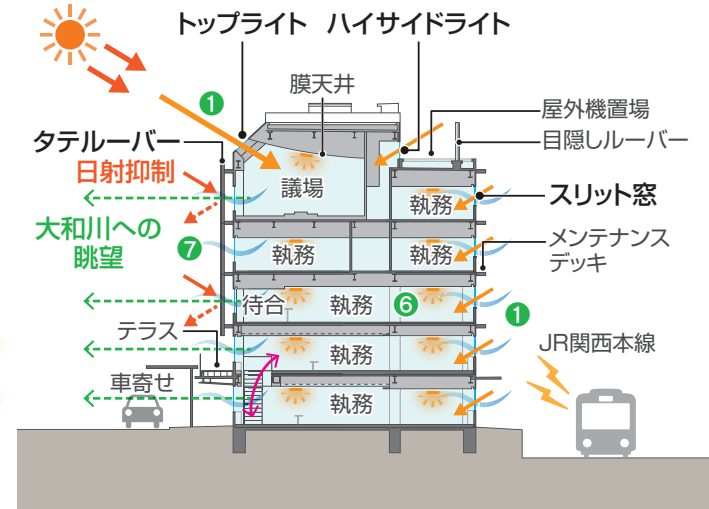 トップライト ハイサイドライト
❶
膜天井
屋外機置場
目隠しルーバー
タテルーバー
日射抑制
議場
執務
スリット窓
大和川への
眺望
❼
執務
執務
メンテナンス
デッキ
待合
執務
❻
❶
テラス
執務
JR関西本線
車寄せ
執務